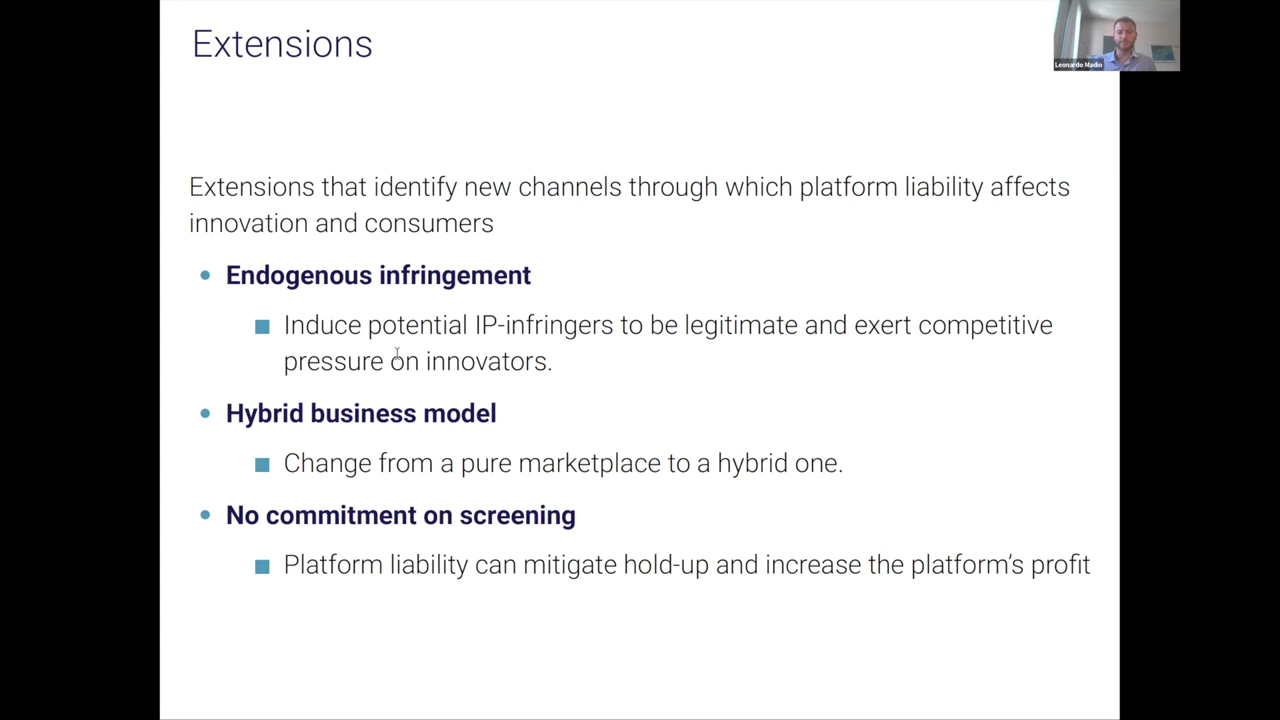 Extensions
Leonardo Madio
Extensions that identify new channels through which platform liability affects
innovation and consumers
• Endogenous infringement
■ Induce potential IP-infringers to be legitimate and exert competitive
pressure on innovators.
• Hybrid business model
■ Change from a pure marketplace to a hybrid one.
• No commitment on screening
■ Platform liability can mitigate hold-up and increase the platform's profit